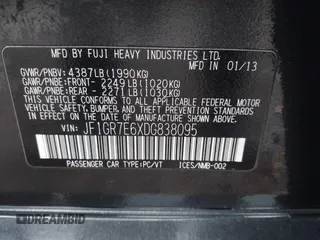 MFD BY FUJI HEAVY INDUSTRIES LTD. 01/13
GVWR/PNBV: 4387LB (1990KG)
GAWR/PNBE:FRONT- 2249LB (1020KG)
GAWR/PNBE:REAR - 2271LB (1030KG)
THIS VEHICLE CONFORMS TO ALL APPLICABLE
FEDERAL MOTOR VEHICLE SAFETY, BUMPER,
AND THEFT PREVENTION STANDARDS IN EFFECT
ON THE DATE OF MANUFACTURE SHOWN ABOVE.
VIN: JF1GR7E6XDG838095
PASSENGER CAR TYPE:PC/VT ICES/NMB-002
DREAMBID